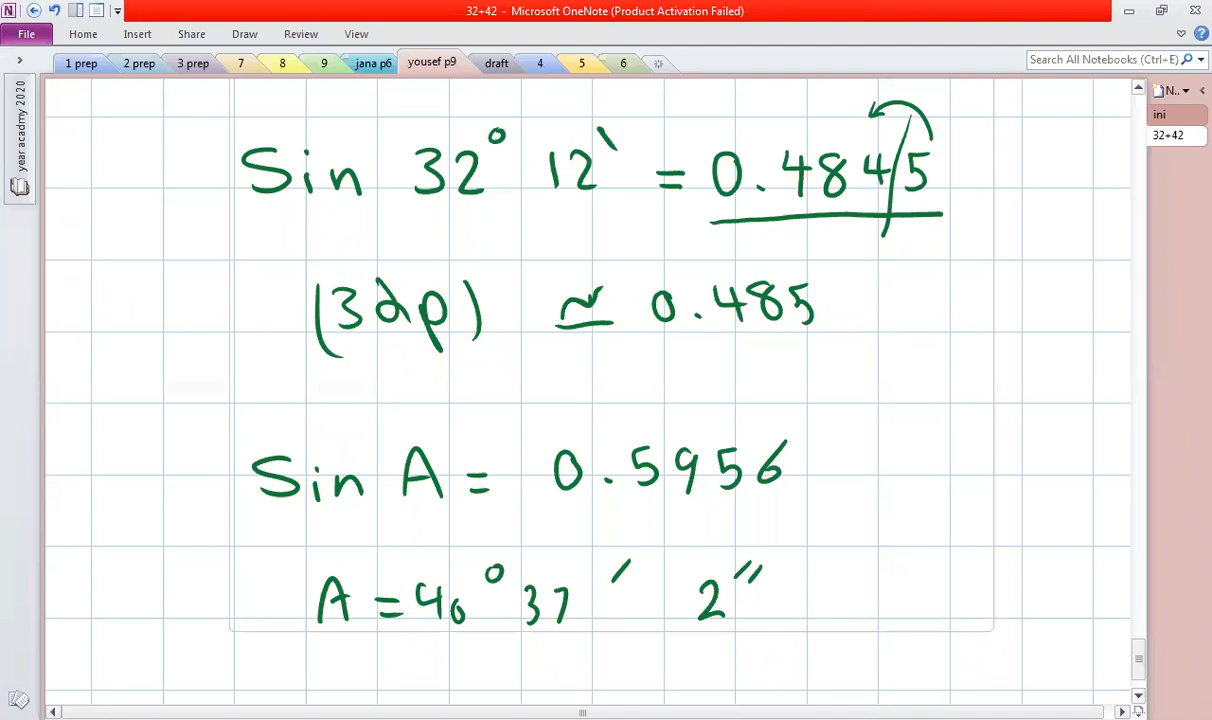 32+42 - Microsoft OneNote (Product Activation Failed)
File Home Insert Share Draw Review View
1 prep 2 prep 3 prep 7 8 9 jana p6 yousef p9 draft 4 5 6
Search All Notebooks (Ctrl+E)
N..
ini
32+42
year academy 2020
Sin 32° 12` = 0.4845
(3dp) ≃ 0.485
Sin A = 0.5956
A = 40° 37′ 2″